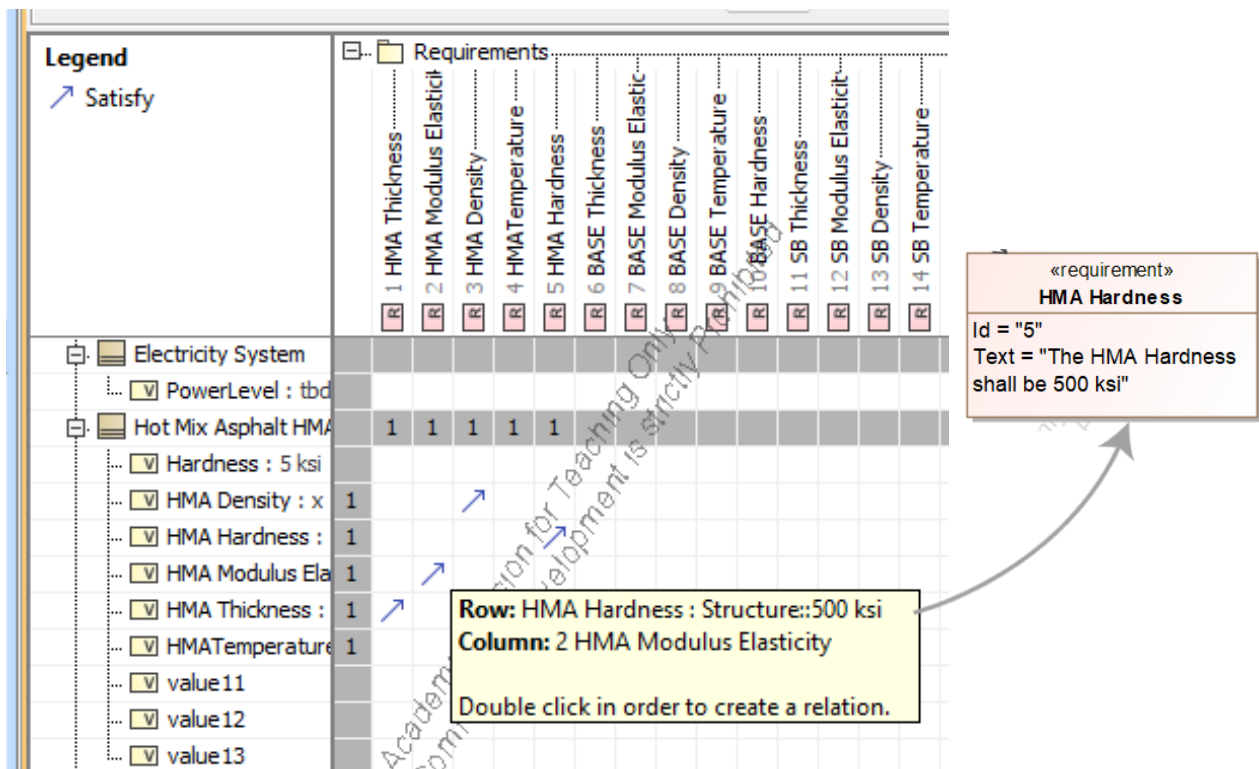 Legend
Satisfy
Requirements
1 HMA Thickness
2 HMA Modulus Elasticit
3 HMA Density
4 HMATemperature
5 HMA Hardness
6 BASE Thickness
7 BASE Modulus Elastic
8 BASE Density
9 BASE Temperature
10 BASE Hardness
11 SB Thickness
12 SB Modulus Elasticit
13 SB Density
14 SB Temperature
R R R R R R R R R R R R R R
Electricity System
V PowerLevel : tbd
Hot Mix Asphalt HMA 1 1 1 1 1
V Hardness : 5 ksi
V HMA Density : x 1
V HMA Hardness : 1
V HMA Modulus Ela 1
V HMA Thickness : 1
V HMATemperature 1
V value11
V value12
V value13
Row: HMA Hardness : Structure::500 ksi
Column: 2 HMA Modulus Elasticity
Double click in order to create a relation.
«requirement»
HMA Hardness
Id = "5"
Text = "The HMA Hardness
shall be 500 ksi"
for Teaching Only
is strictly Prohibited